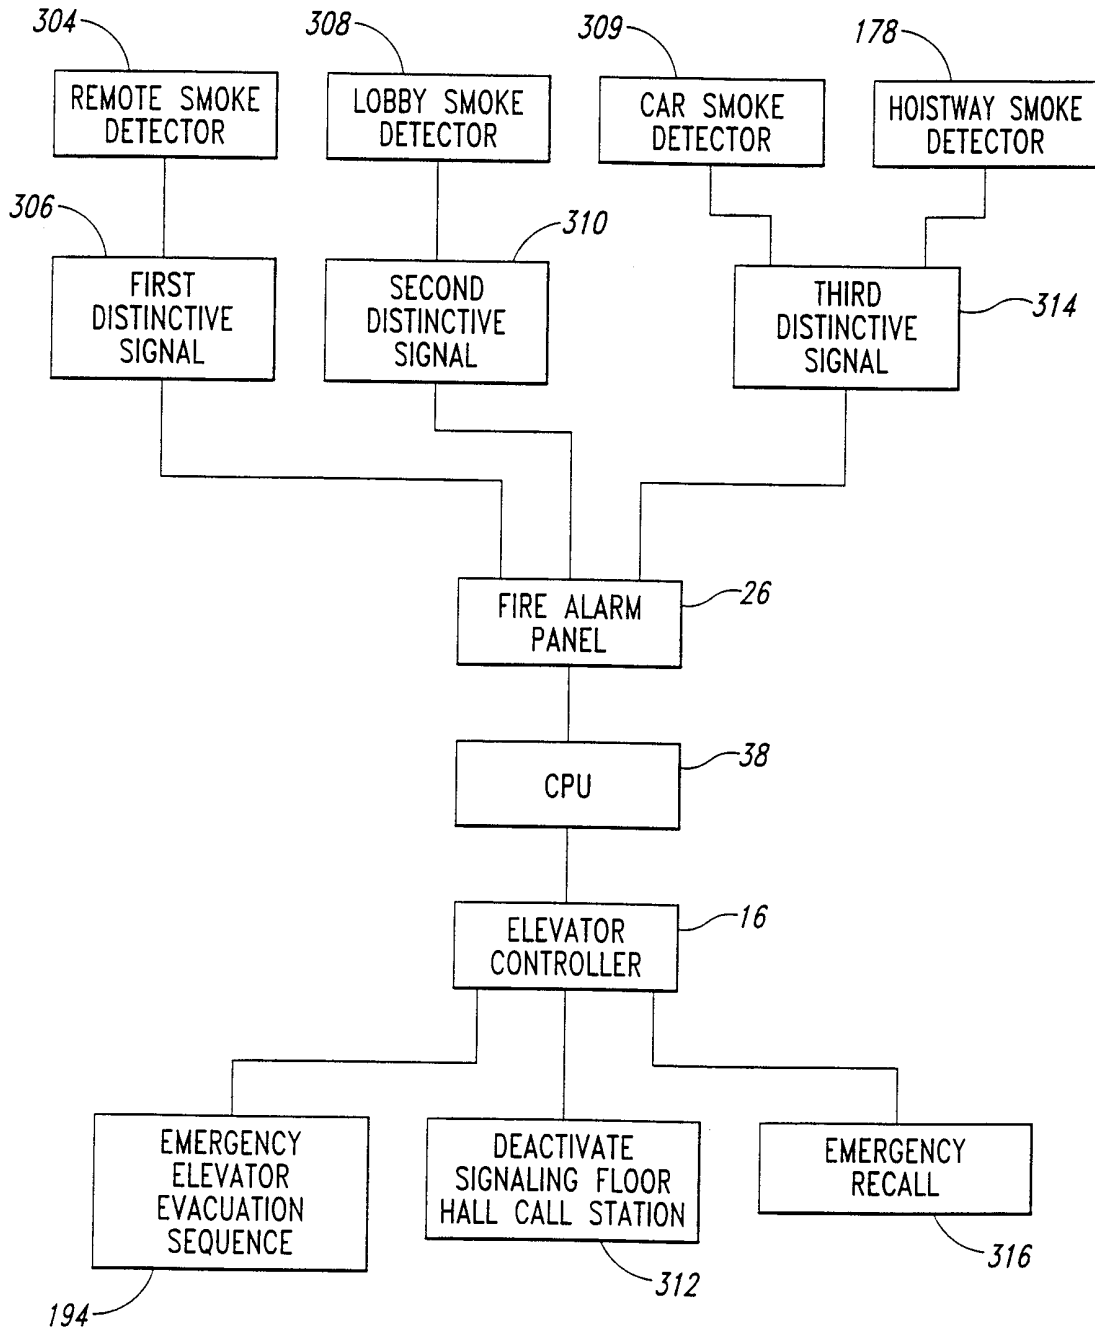 304
308
309
178
REMOTE SMOKE
DETECTOR
LOBBY SMOKE
DETECTOR
CAR SMOKE
DETECTOR
HOISTWAY SMOKE
DETECTOR
306
310
314
FIRST
DISTINCTIVE
SIGNAL
SECOND
DISTINCTIVE
SIGNAL
THIRD
DISTINCTIVE
SIGNAL
26
FIRE ALARM
PANEL
38
CPU
16
ELEVATOR
CONTROLLER
EMERGENCY
ELEVATOR
EVACUATION
SEQUENCE
DEACTIVATE
SIGNALING FLOOR
HALL CALL STATION
EMERGENCY
RECALL
194
312
316